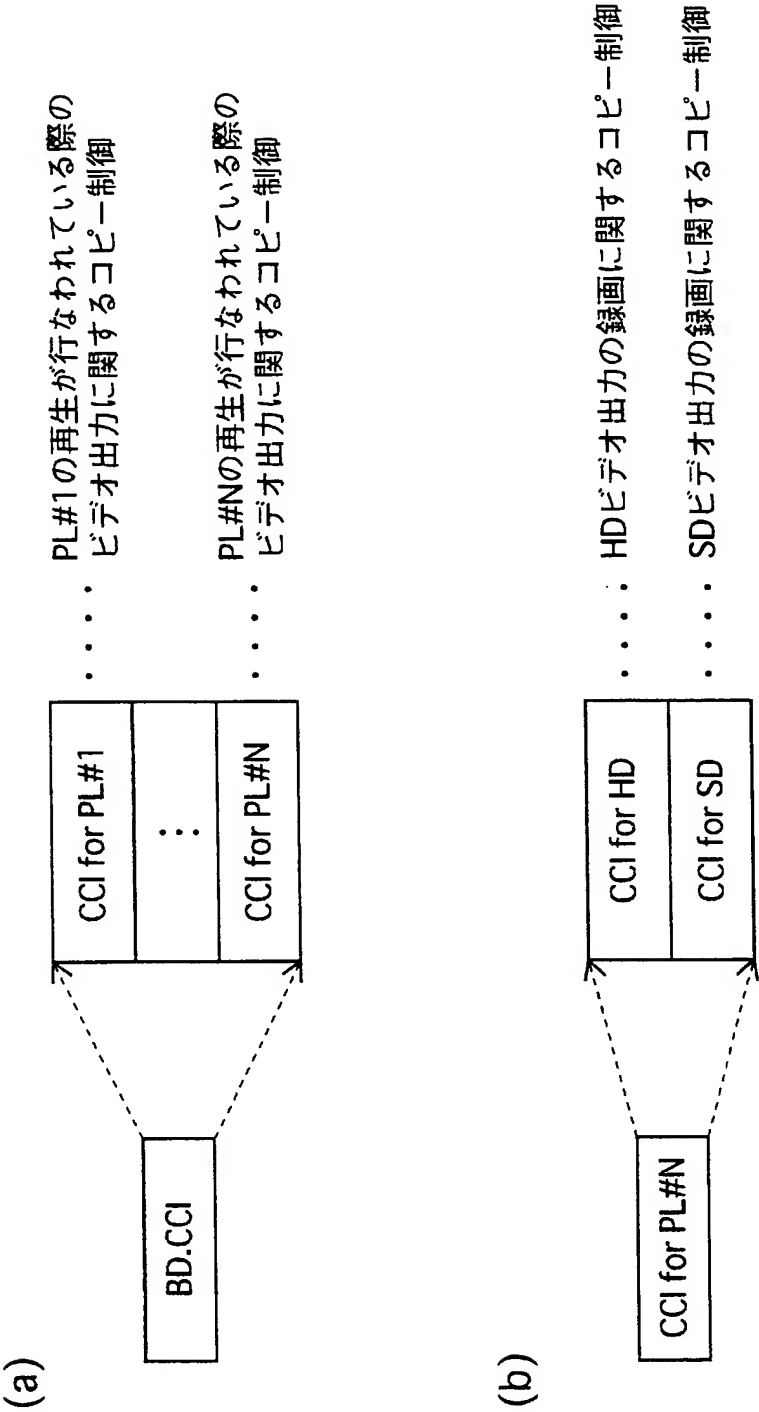 (a)
BD.CCI
CCI for PL#1
⋮
CCI for PL#N
・・・・ PL#1の再生が行なわれている際の
ビデオ出力に関するコピー制御
・・・・ PL#Nの再生が行なわれている際の
ビデオ出力に関するコピー制御
(b)
CCI for PL#N
CCI for HD
CCI for SD
・・・・ HDビデオ出力の録画に関するコピー制御
・・・・ SDビデオ出力の録画に関するコピー制御